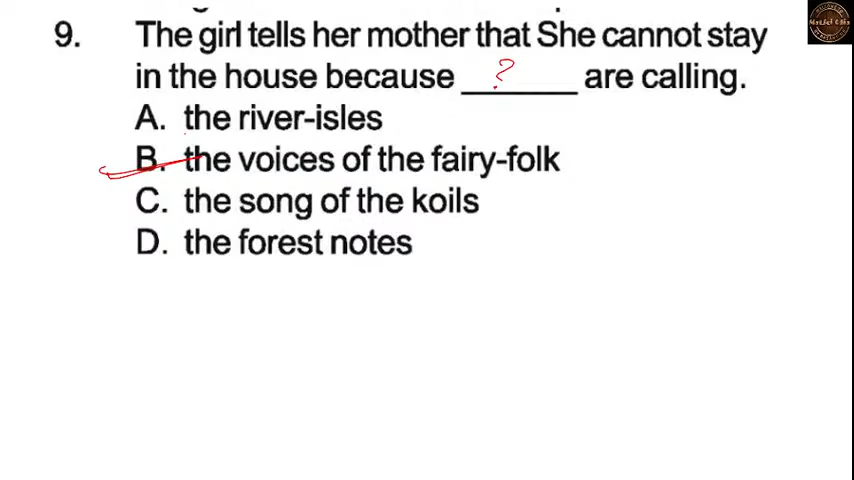 9. The girl tells her mother that She cannot stay
in the house because ______ are calling.
?
A. the river-isles
B. the voices of the fairy-folk
C. the song of the koils
D. the forest notes